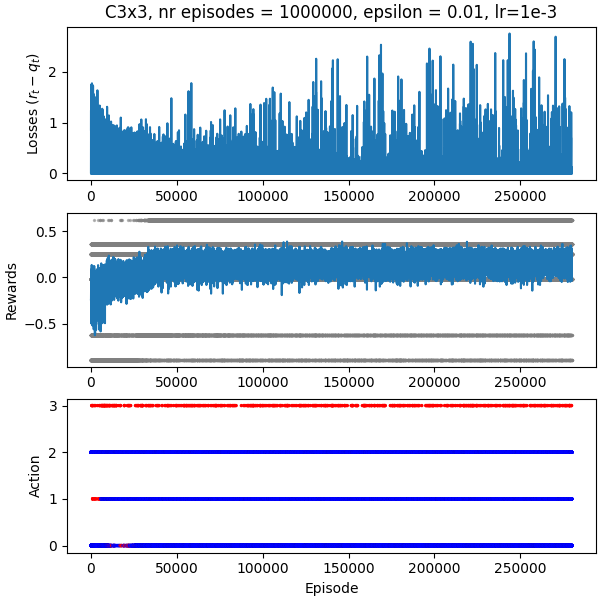 C3x3, nr episodes = 1000000, epsilon = 0.01, lr=1e-3
Losses (r_t − q_t)
2
1
0
0 50000 100000 150000 200000 250000
Rewards
0.5
0.0
−0.5
0 50000 100000 150000 200000 250000
Action
3
2
1
0
0 50000 100000 150000 200000 250000
Episode